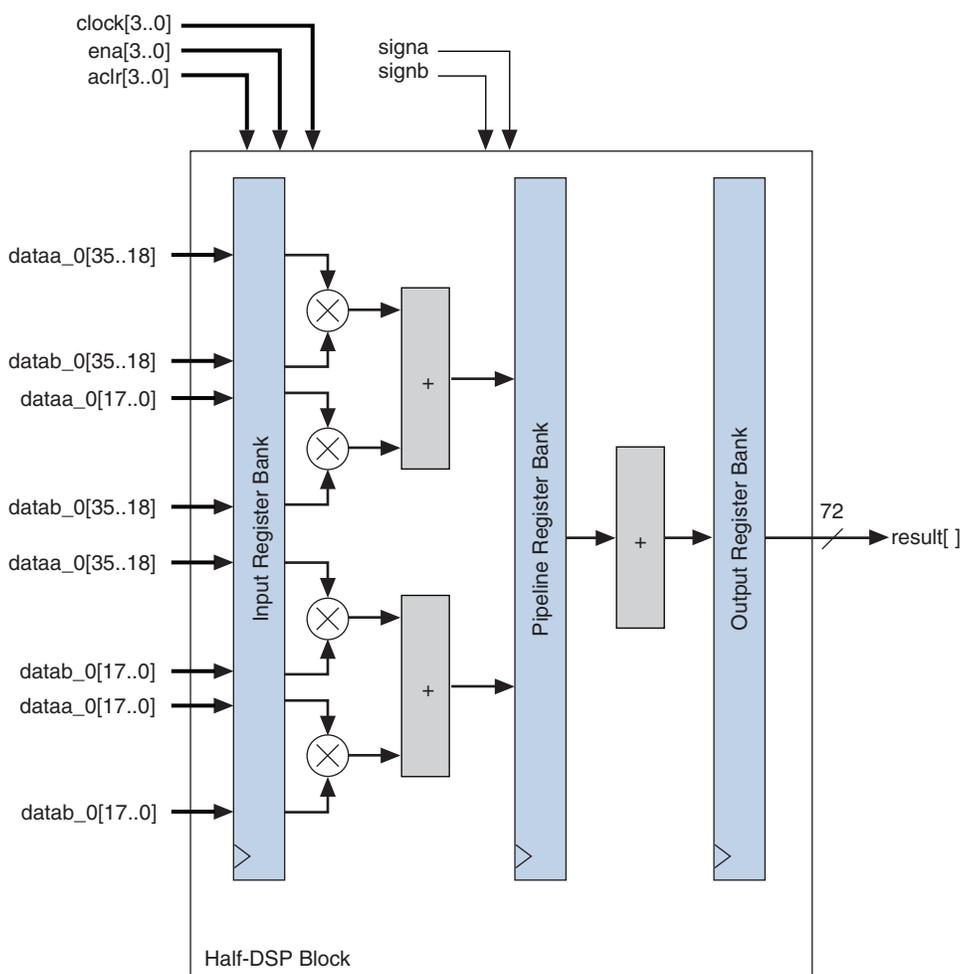 clock[3..0]
ena[3..0]
aclr[3..0]
signa
signb
dataa_0[35..18]
datab_0[35..18]
dataa_0[17..0]
datab_0[35..18]
dataa_0[35..18]
datab_0[17..0]
dataa_0[17..0]
datab_0[17..0]
Input Register Bank
+
+
Pipeline Register Bank
+
Output Register Bank
72
result[ ]
Half-DSP Block